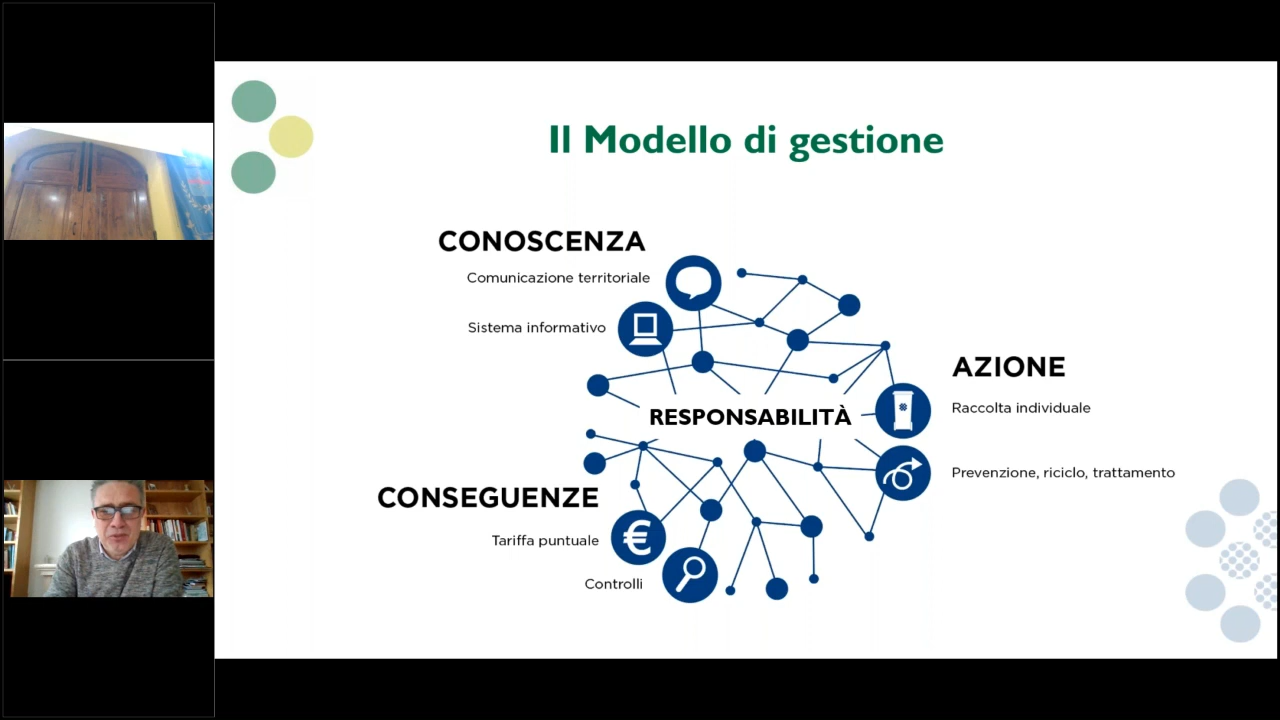 Il Modello di gestione
CONOSCENZA
Comunicazione territoriale
Sistema informativo
AZIONE
Raccolta individuale
RESPONSABILITÀ
Prevenzione, riciclo, trattamento
CONSEGUENZE
€
Tariffa puntuale
Controlli